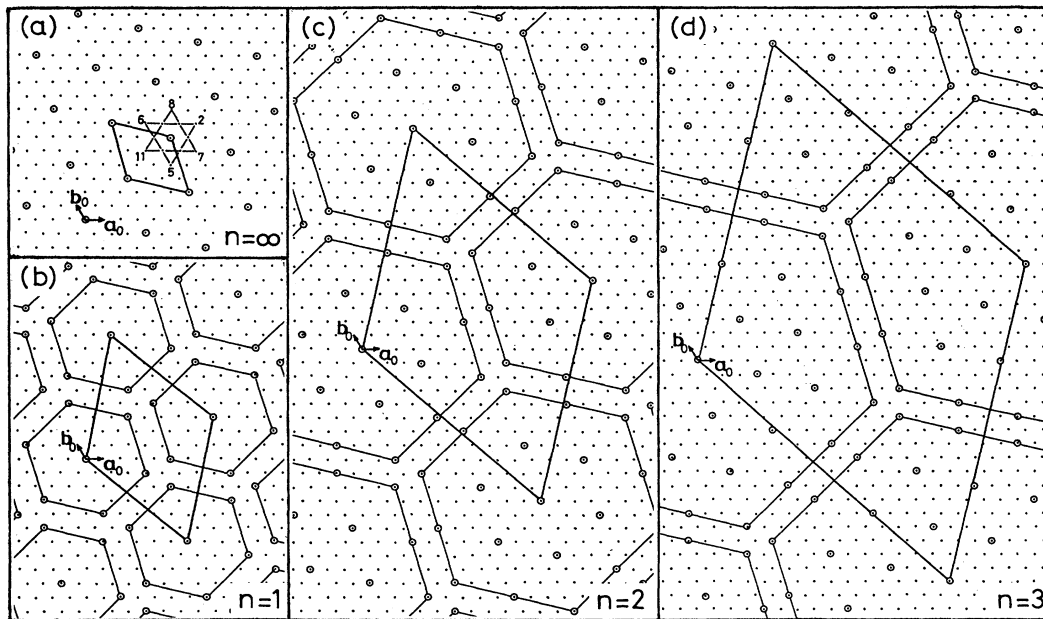 (a)
8
6 2
11 7
5
b₀
a₀
n=∞
(b)
b₀
a₀
n=1
(c)
b₀
a₀
n=2
(d)
b₀
a₀
n=3